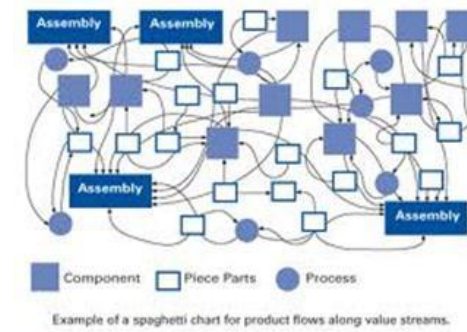 Assembly
Assembly
Assembly
Assembly
Component
Piece Parts
Process
Example of a spaghetti chart for product flows along value streams.